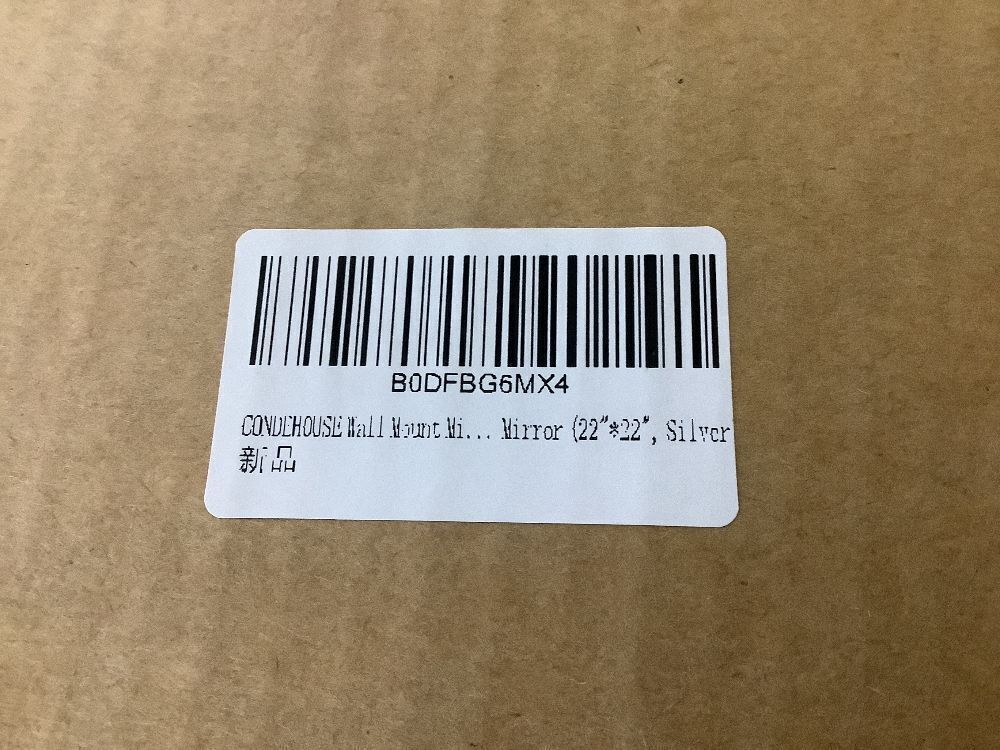 B0DFBG6MX4
CONDEHOUSE Wall Mount Mi... Mirror (22"*22", Silver
新品